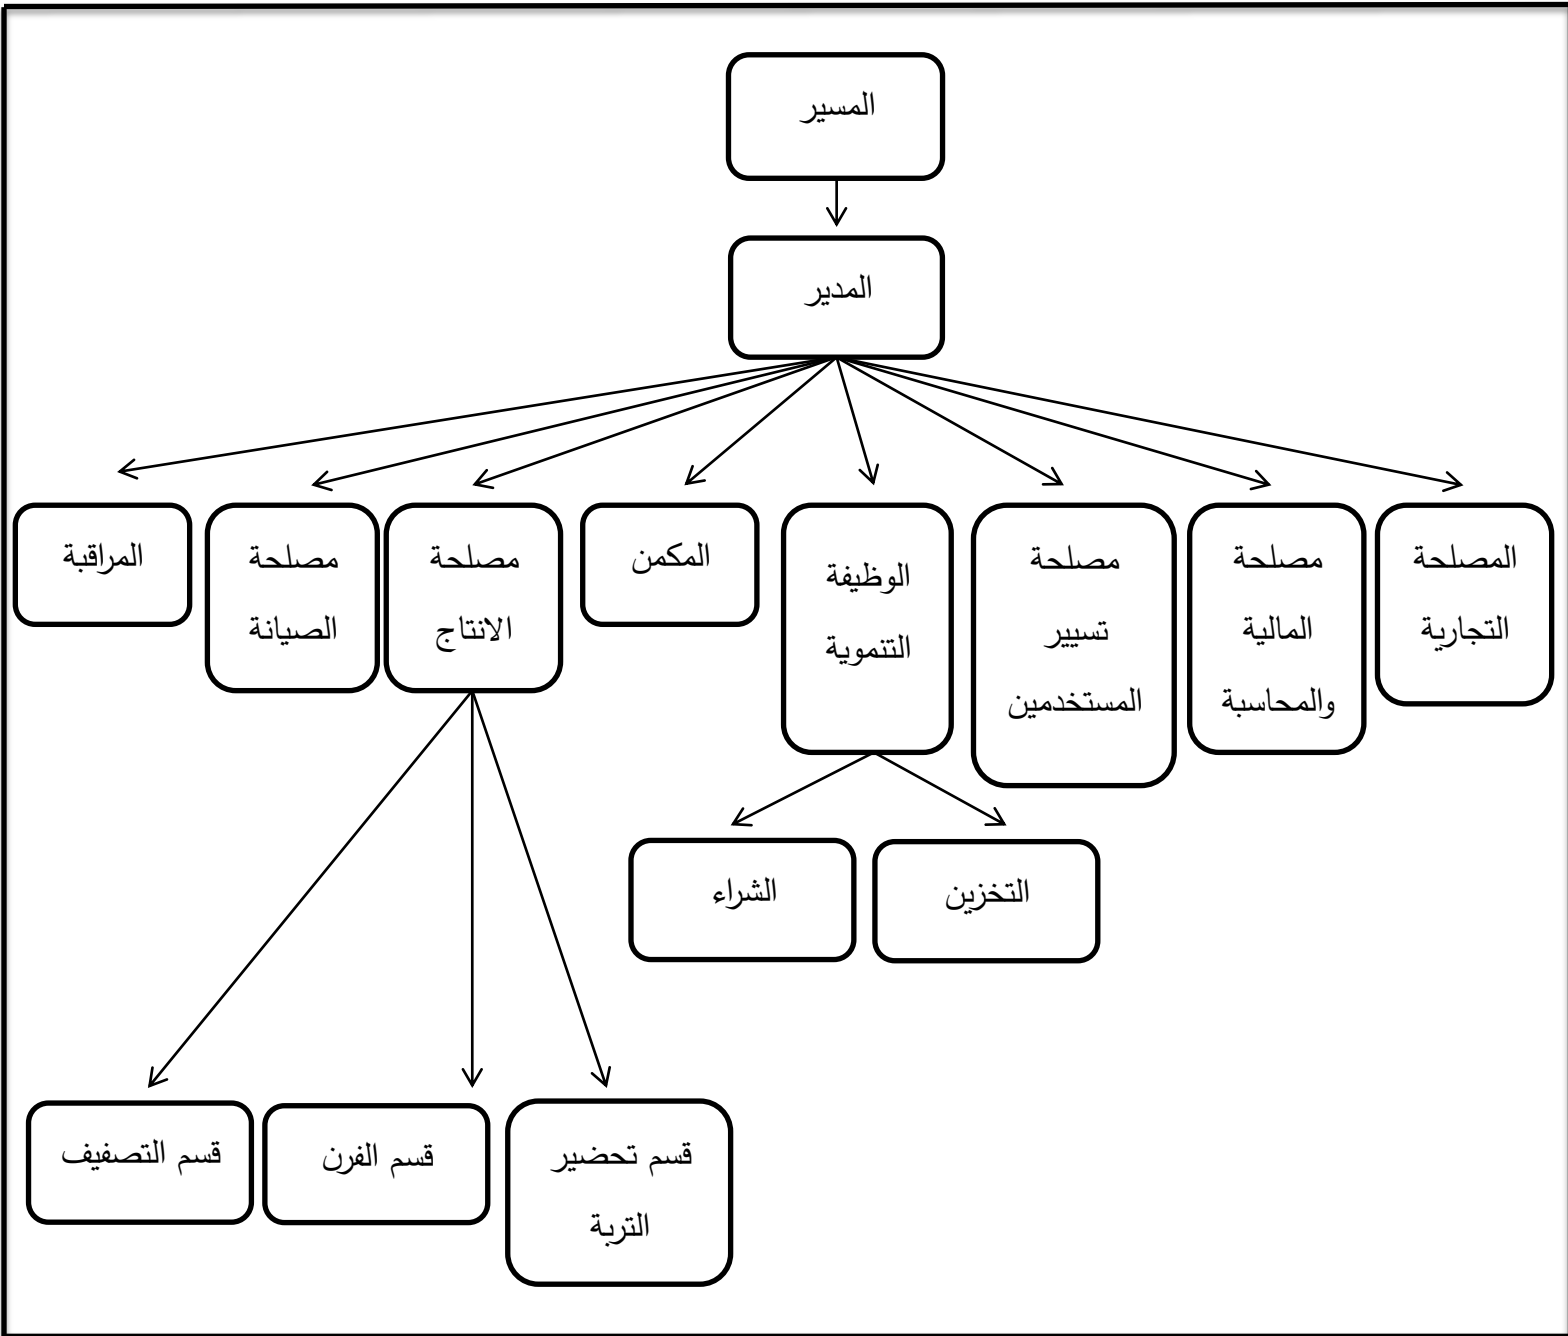 المسير
المدير
المصلحة
التجارية
مصلحة
المالية
والمحاسبة
مصلحة
تسيير
المستخدمين
الوظيفة
التنموية
المكمن
مصلحة
الانتاج
مصلحة
الصيانة
المراقبة
التخزين
الشراء
قسم تحضير
التربة
قسم الفرن
قسم التصفيف